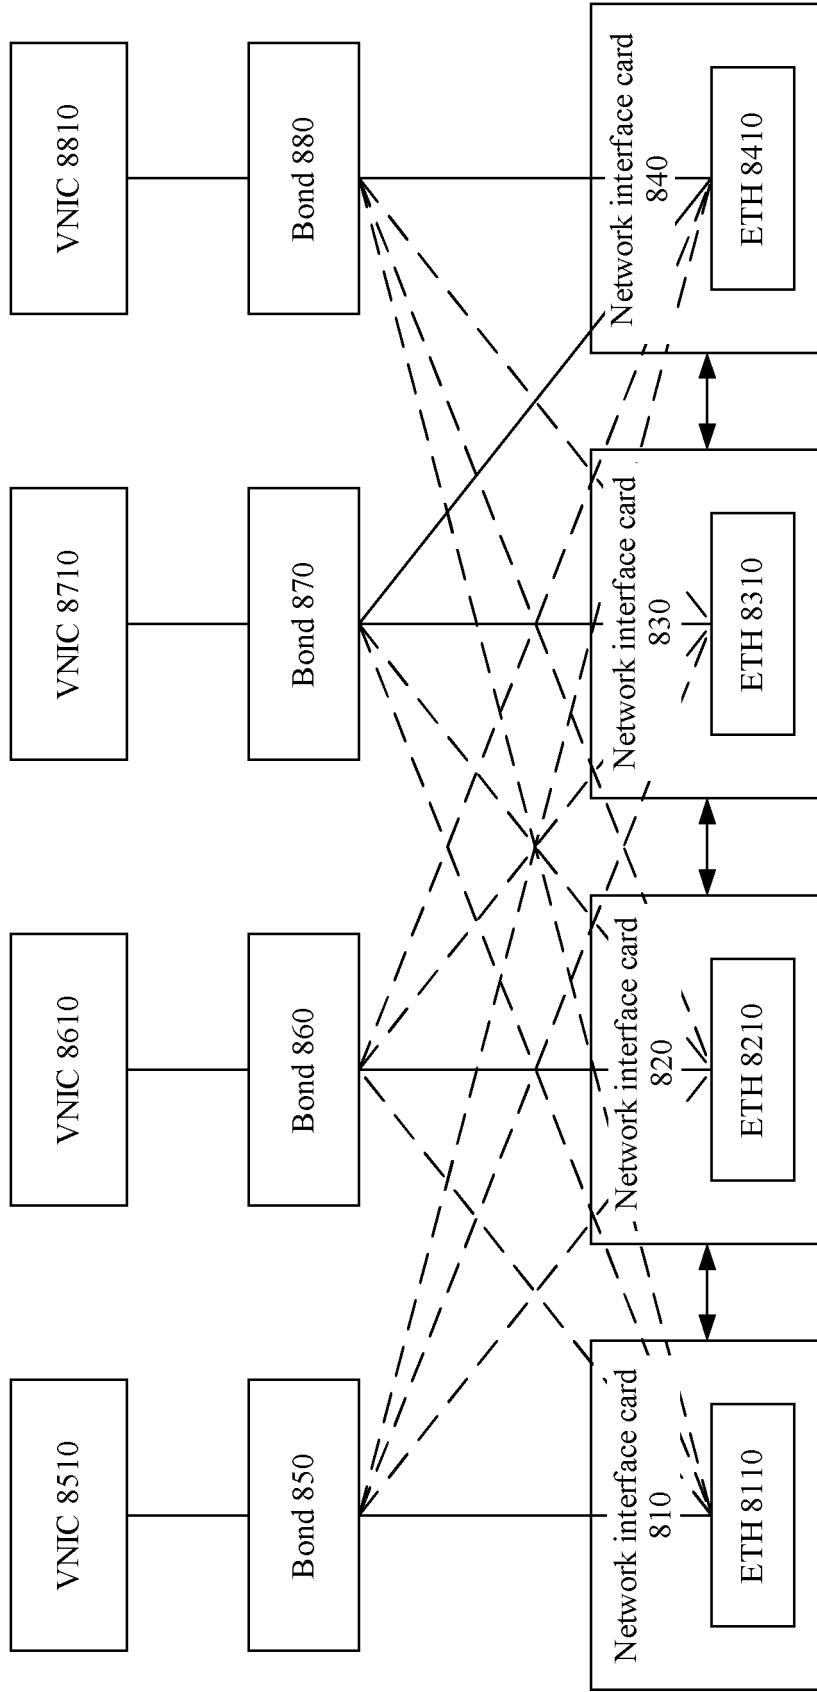 VNIC 8510
VNIC 8610
VNIC 8710
VNIC 8810
Bond 850
Bond 860
Bond 870
Bond 880
Network interface card
810
ETH 8110
Network interface card
820
ETH 8210
Network interface card
830
ETH 8310
Network interface card
840
ETH 8410